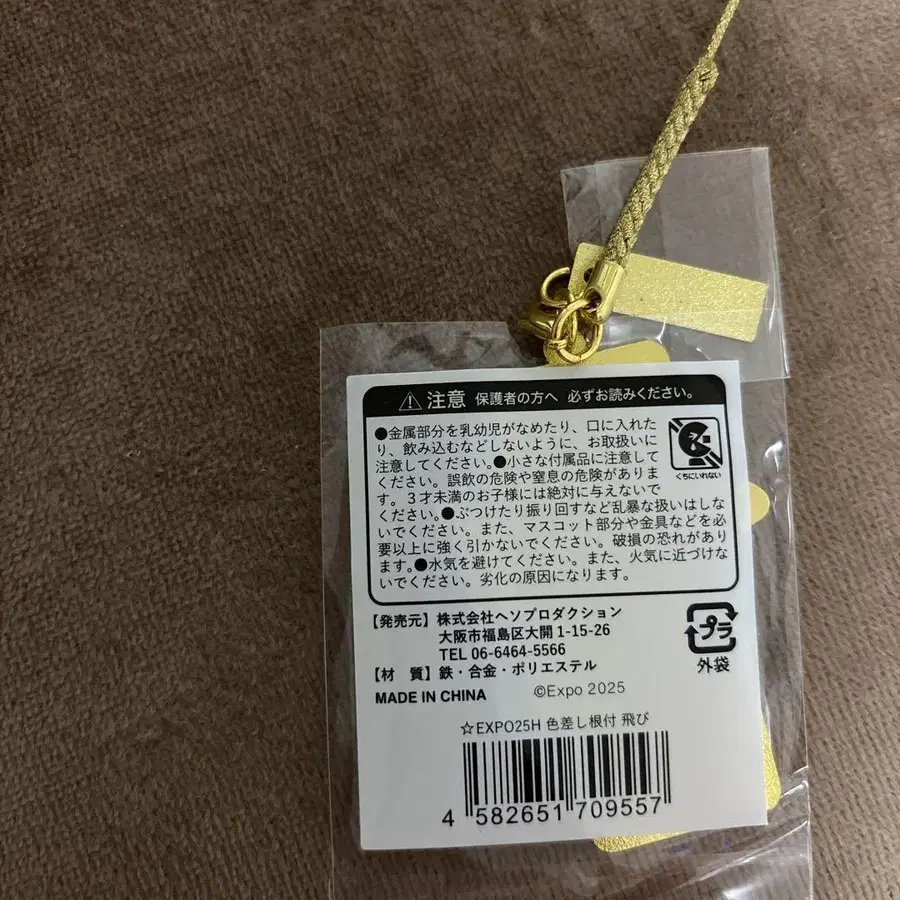 注意 保護者の方へ 必ずお読みください。
●金属部分を乳幼児がなめたり、口に入れた
り、飲み込むなどしないように、お取扱いに
注意してください。●小さな付属品に注意して
ください。誤飲の危険や窒息の危険がありま
す。3才未満のお子様には絶対に与えないで
ください。●ぶつけたり振り回すなど乱暴な扱いはしな
いでください。また、マスコット部分や金具などを必
要以上に強く引かないでください。破損の恐れがあり
ます。●水気を避けてください。また、火気に近づけな
いでください。劣化の原因になります。
くちにいれない
【発売元】株式会社ヘソプロダクション
大阪市福島区大開 1-15-26
TEL 06-6464-5566
【材 質】鉄・合金・ポリエステル
MADE IN CHINA ©Expo 2025
プラ
外袋
☆EXPO25H 色差し根付 飛び
4 582651 709557